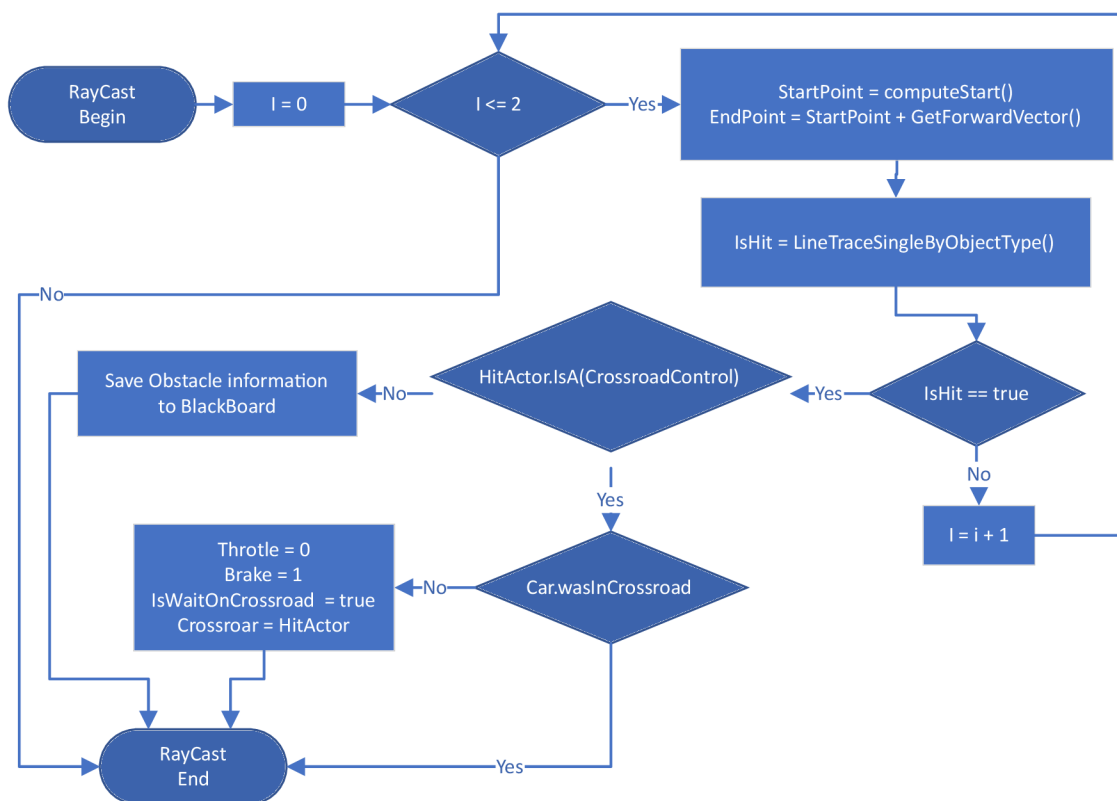 RayCast
Begin
I = 0
I <= 2
Yes
StartPoint = computeStart()
EndPoint = StartPoint + GetForwardVector()
IsHit = LineTraceSingleByObjectType()
No
IsHit == true
Yes
HitActor.IsA(CrossroadControl)
No
Save Obstacle information
to BlackBoard
No
I = i + 1
Yes
Car.wasInCrossroad
No
Throtle = 0
Brake = 1
IsWaitOnCrossroad  = true
Crossroar = HitActor
Yes
RayCast
End